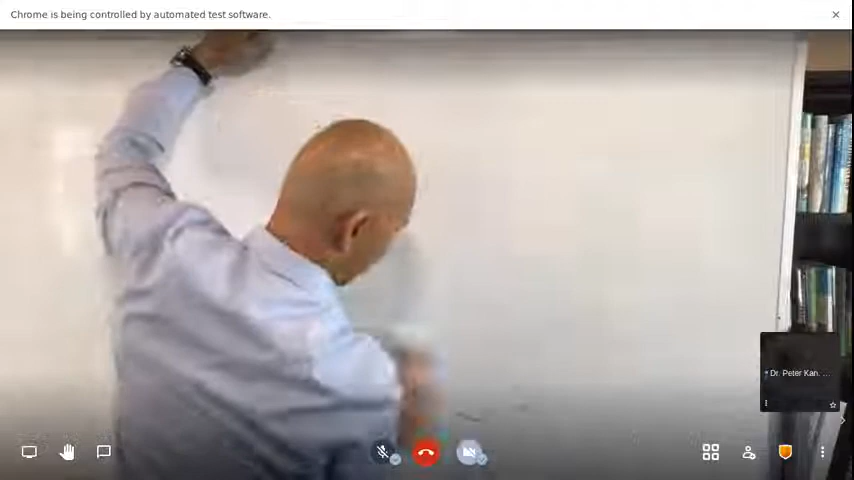 Chrome is being controlled by automated test software.
Dr. Peter Kan. ...